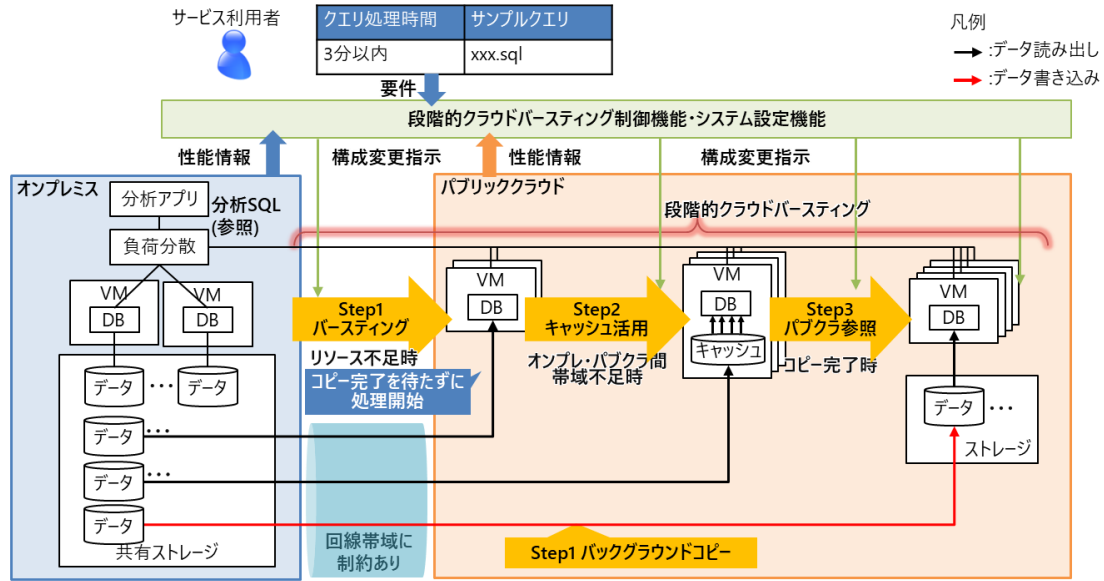 サービス利用者
クエリ処理時間
サンプルクエリ
3分以内
xxx.sql
凡例
:データ読み出し
:データ書き込み
要件
段階的クラウドバースティング制御機能・システム設定機能
性能情報
構成変更指示
性能情報
構成変更指示
オンプレミス
パブリッククラウド
分析アプリ
分析SQL
(参照)
段階的クラウドバースティング
負荷分散
VM
DB
VM
DB
Step1
バースティング
リソース不足時
コピー完了を待たずに
処理開始
VM
DB
Step2
キャッシュ活用
オンプレ・パブクラ間
帯域不足時
VM
DB
キャッシュ
Step3
パブクラ参照
コピー完了時
VM
DB
データ
…
データ
データ
…
データ
…
データ
共有ストレージ
データ
…
ストレージ
回線帯域に
制約あり
Step1 バックグラウンドコピー